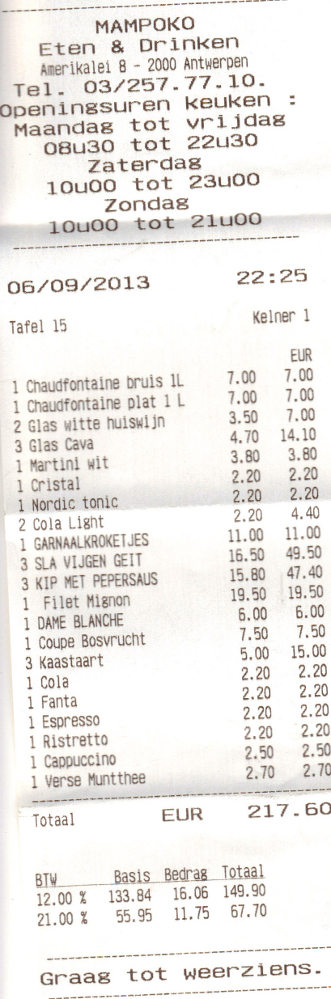 MAMPOKO
Eten & Drinken
Amerikalei 8 - 2000 Antwerpen
Tel. 03/257.77.10.
Openingsuren keuken :
Maandag tot vrijdag
08u30 tot 22u30
Zaterdag
10u00 tot 23u00
Zondag
10u00 tot 21u00
06/09/2013 22:25
Tafel 15 Kelner 1
EUR
1 Chaudfontaine bruis 1L 7.00 7.00
1 Chaudfontaine plat 1 L 7.00 7.00
2 Glas witte huiswijn 3.50 7.00
3 Glas Cava 4.70 14.10
1 Martini wit 3.80 3.80
1 Cristal 2.20 2.20
1 Nordic tonic 2.20 2.20
2 Cola Light 2.20 4.40
1 GARNAALKROKETJES 11.00 11.00
3 SLA VIJGEN GEIT 16.50 49.50
3 KIP MET PEPERSAUS 15.80 47.40
1 Filet Mignon 19.50 19.50
1 DAME BLANCHE 6.00 6.00
1 Coupe Bosvrucht 7.50 7.50
3 Kaastaart 5.00 15.00
1 Cola 2.20 2.20
1 Fanta 2.20 2.20
1 Espresso 2.20 2.20
1 Ristretto 2.20 2.20
1 Cappuccino 2.50 2.50
1 Verse Muntthee 2.70 2.70
Totaal EUR 217.60
BTW Basis Bedrag Totaal
12.00 % 133.84 16.06 149.90
21.00 % 55.95 11.75 67.70
Graag tot weerziens.